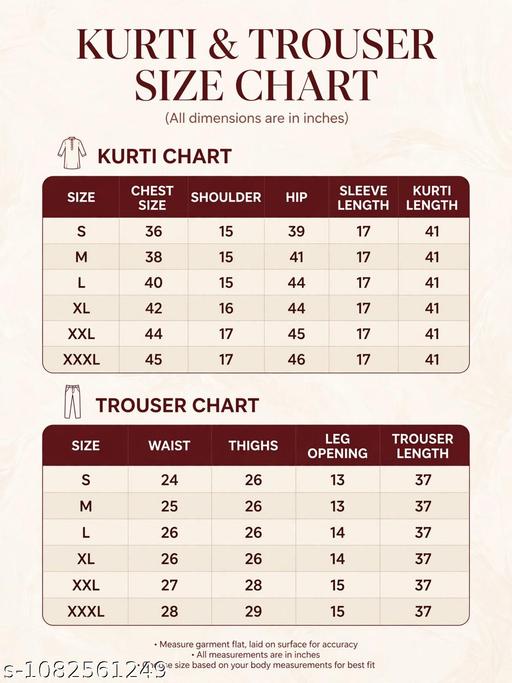 KURTI & TROUSER
SIZE CHART
(All dimensions are in inches)
KURTI CHART
SIZE CHEST SIZE SHOULDER HIP SLEEVE LENGTH KURTI LENGTH
S 36 15 39 17 41
M 38 15 41 17 41
L 40 15 44 17 41
XL 42 16 44 17 41
XXL 44 17 45 17 41
XXXL 45 17 46 17 41
TROUSER CHART
SIZE WAIST THIGHS LEG OPENING TROUSER LENGTH
S 24 26 13 37
M 25 26 13 37
L 26 26 14 37
XL 26 26 14 37
XXL 27 28 15 37
XXXL 28 29 15 37
• Measure garment flat, laid on surface for accuracy
• All measurements are in inches
size based on your body measurements for best fit
s-1082561249